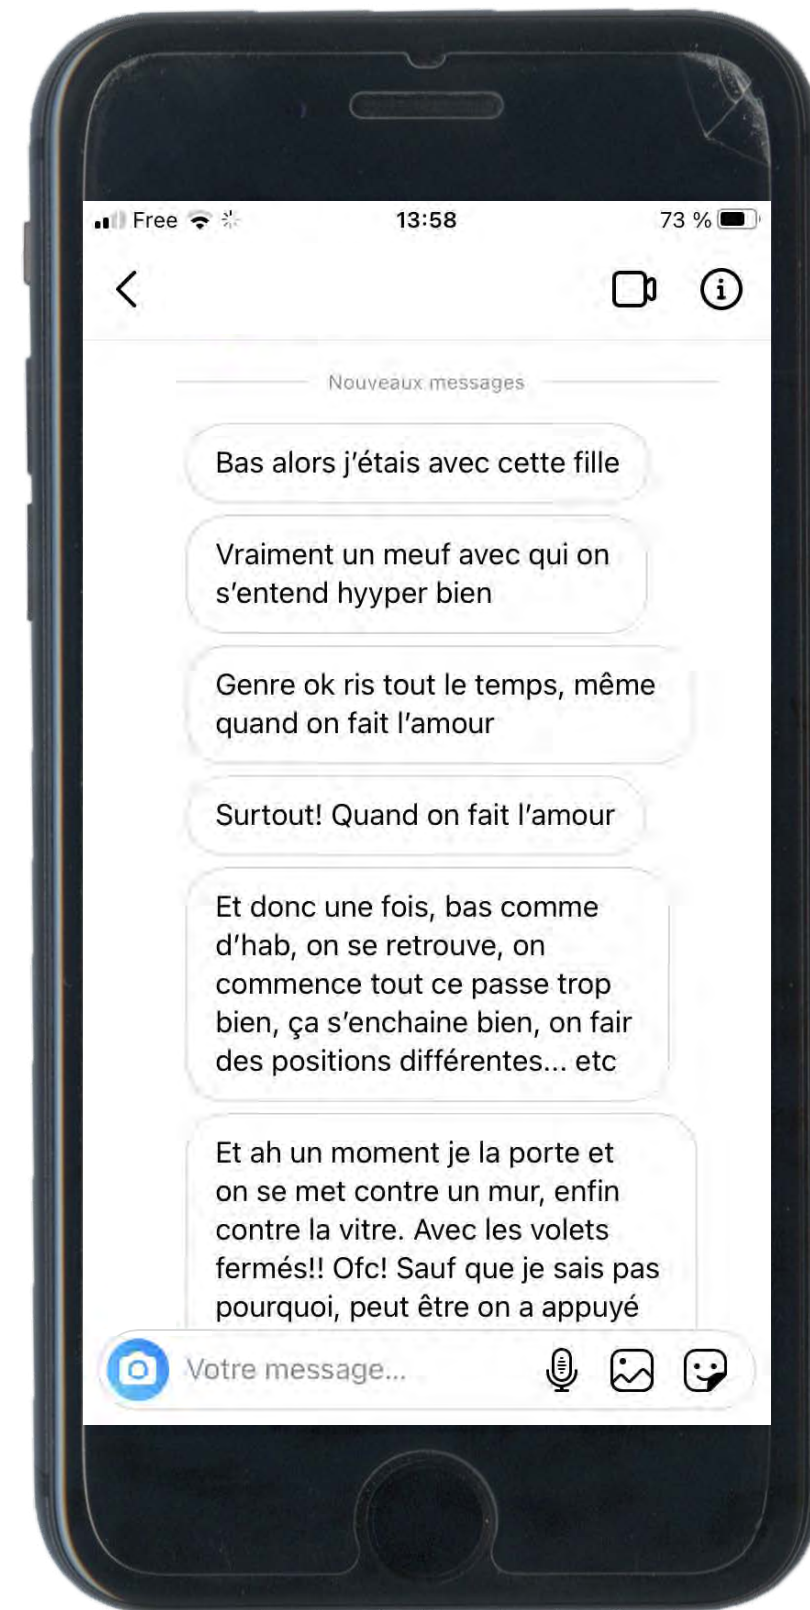 Free
13:58
73 %
Nouveaux messages
Bas alors j'étais avec cette fille
Vraiment un meuf avec qui on
s'entend hyyper bien
Genre ok ris tout le temps, même
quand on fait l'amour
Surtout! Quand on fait l'amour
Et donc une fois, bas comme
d'hab, on se retrouve, on
commence tout ce passe trop
bien, ça s'enchaine bien, on fair
des positions différentes... etc
Et ah un moment je la porte et
on se met contre un mur, enfin
contre la vitre. Avec les volets
fermés!! Ofc! Sauf que je sais pas
pourquoi, peut être on a appuyé
Votre message...